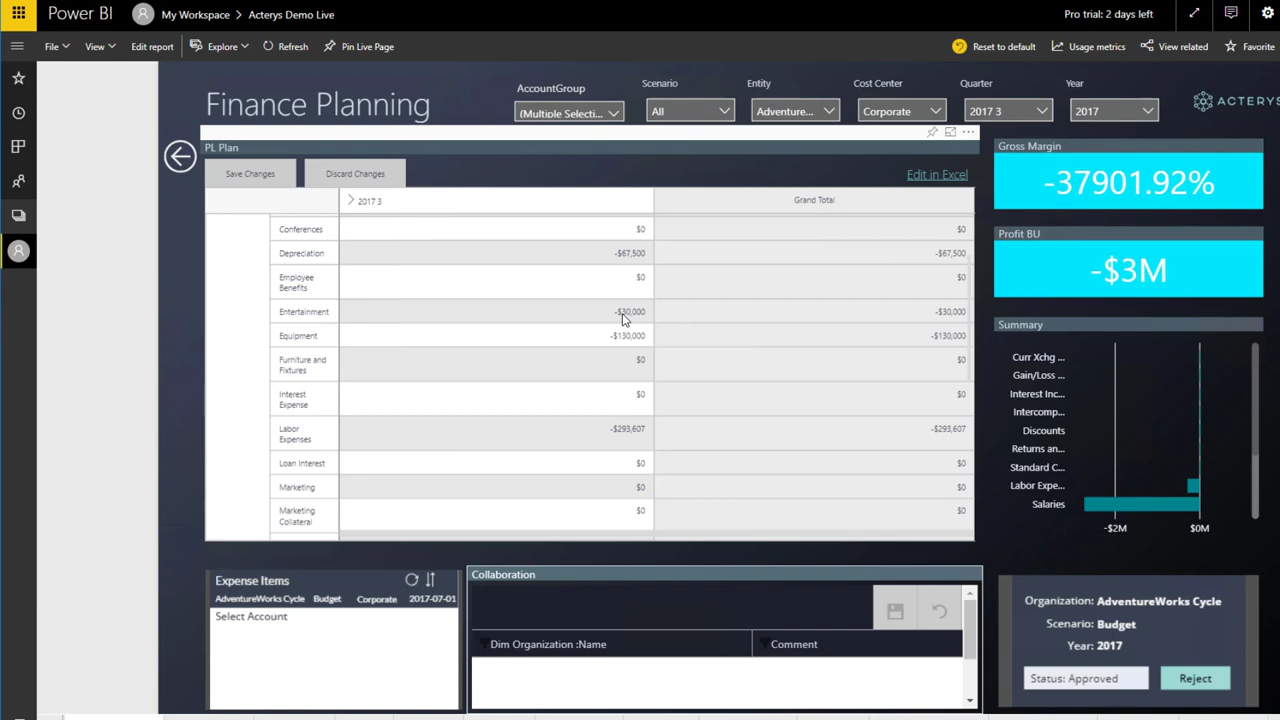 Power BI
My Workspace > Acterys Demo Live
Pro trial: 2 days left
File View Edit report Explore Refresh Pin Live Page
Reset to default Usage metrics View related Favorite
Finance Planning
AccountGroup
(Multiple Selecti...
Scenario
All
Entity
Adventure...
Cost Center
Corporate
Quarter
2017 3
Year
2017
ACTERYS
PL Plan
Save Changes Discard Changes
Edit in Excel
2017 3 Grand Total
Conferences $0 $0
Depreciation -$67,500 -$67,500
Employee
Benefits $0 $0
Entertainment -$30,000 -$30,000
Equipment -$130,000 -$130,000
Furniture and
Fixtures $0 $0
Interest
Expense $0 $0
Labor
Expenses -$293,607 -$293,607
Loan Interest $0 $0
Marketing $0 $0
Marketing
Collateral $0 $0
Gross Margin
-37901.92%
Profit BU
-$3M
Summary
Curr Xchg ...
Gain/Loss ...
Interest Inc...
Intercomp...
Discounts
Returns an...
Standard C...
Labor Expe...
Salaries
-$2M $0M
Expense Items
AdventureWorks Cycle Budget Corporate 2017-07-01
Select Account
Collaboration
Dim Organization :Name Comment
Organization: AdventureWorks Cycle
Scenario: Budget
Year: 2017
Status: Approved Reject